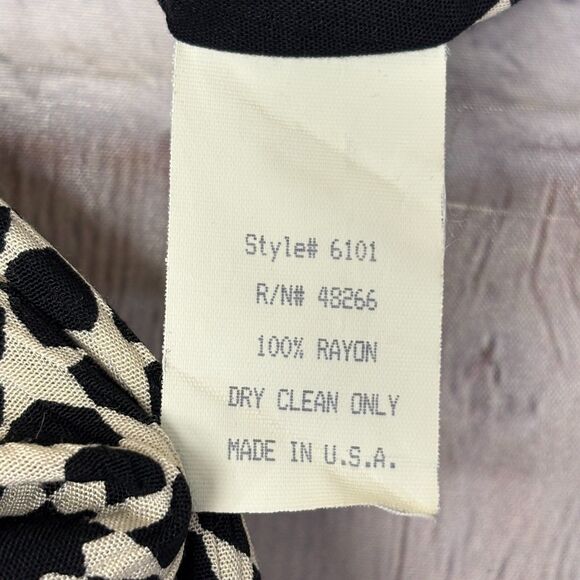 Style# 6101
R/N# 48266
100% RAYON
DRY CLEAN ONLY
MADE IN U.S.A.